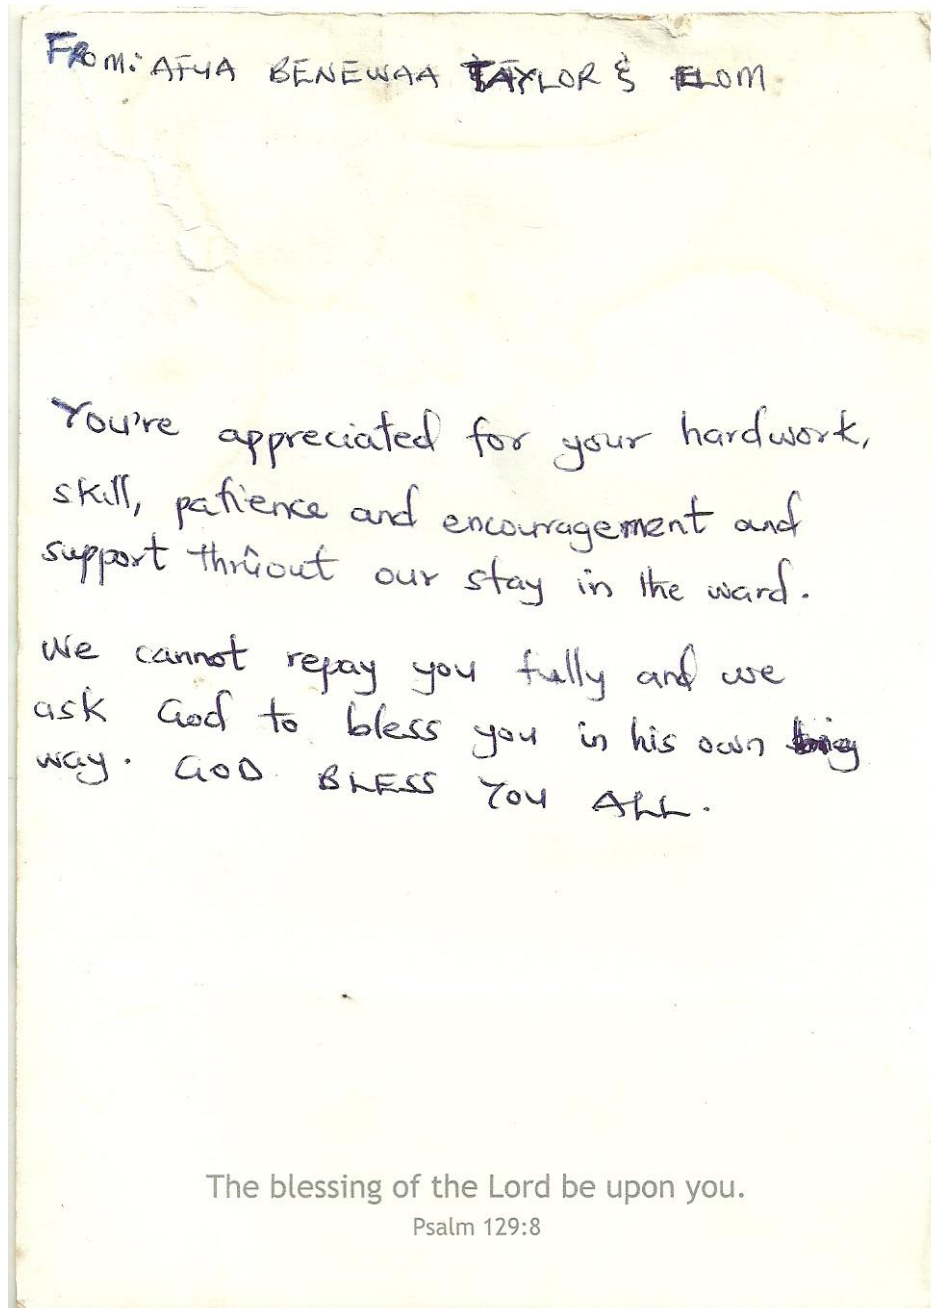 FROM: AFUA BENEWAA TAYLOR & ELOM.
You're appreciated for your hardwork,
skill, patience and encouragement and
support thrûout our stay in the ward.
We cannot repay you fully and we
ask God to bless you in his own big
way. GOD BLESS YOU ALL.
The blessing of the Lord be upon you.
Psalm 129:8